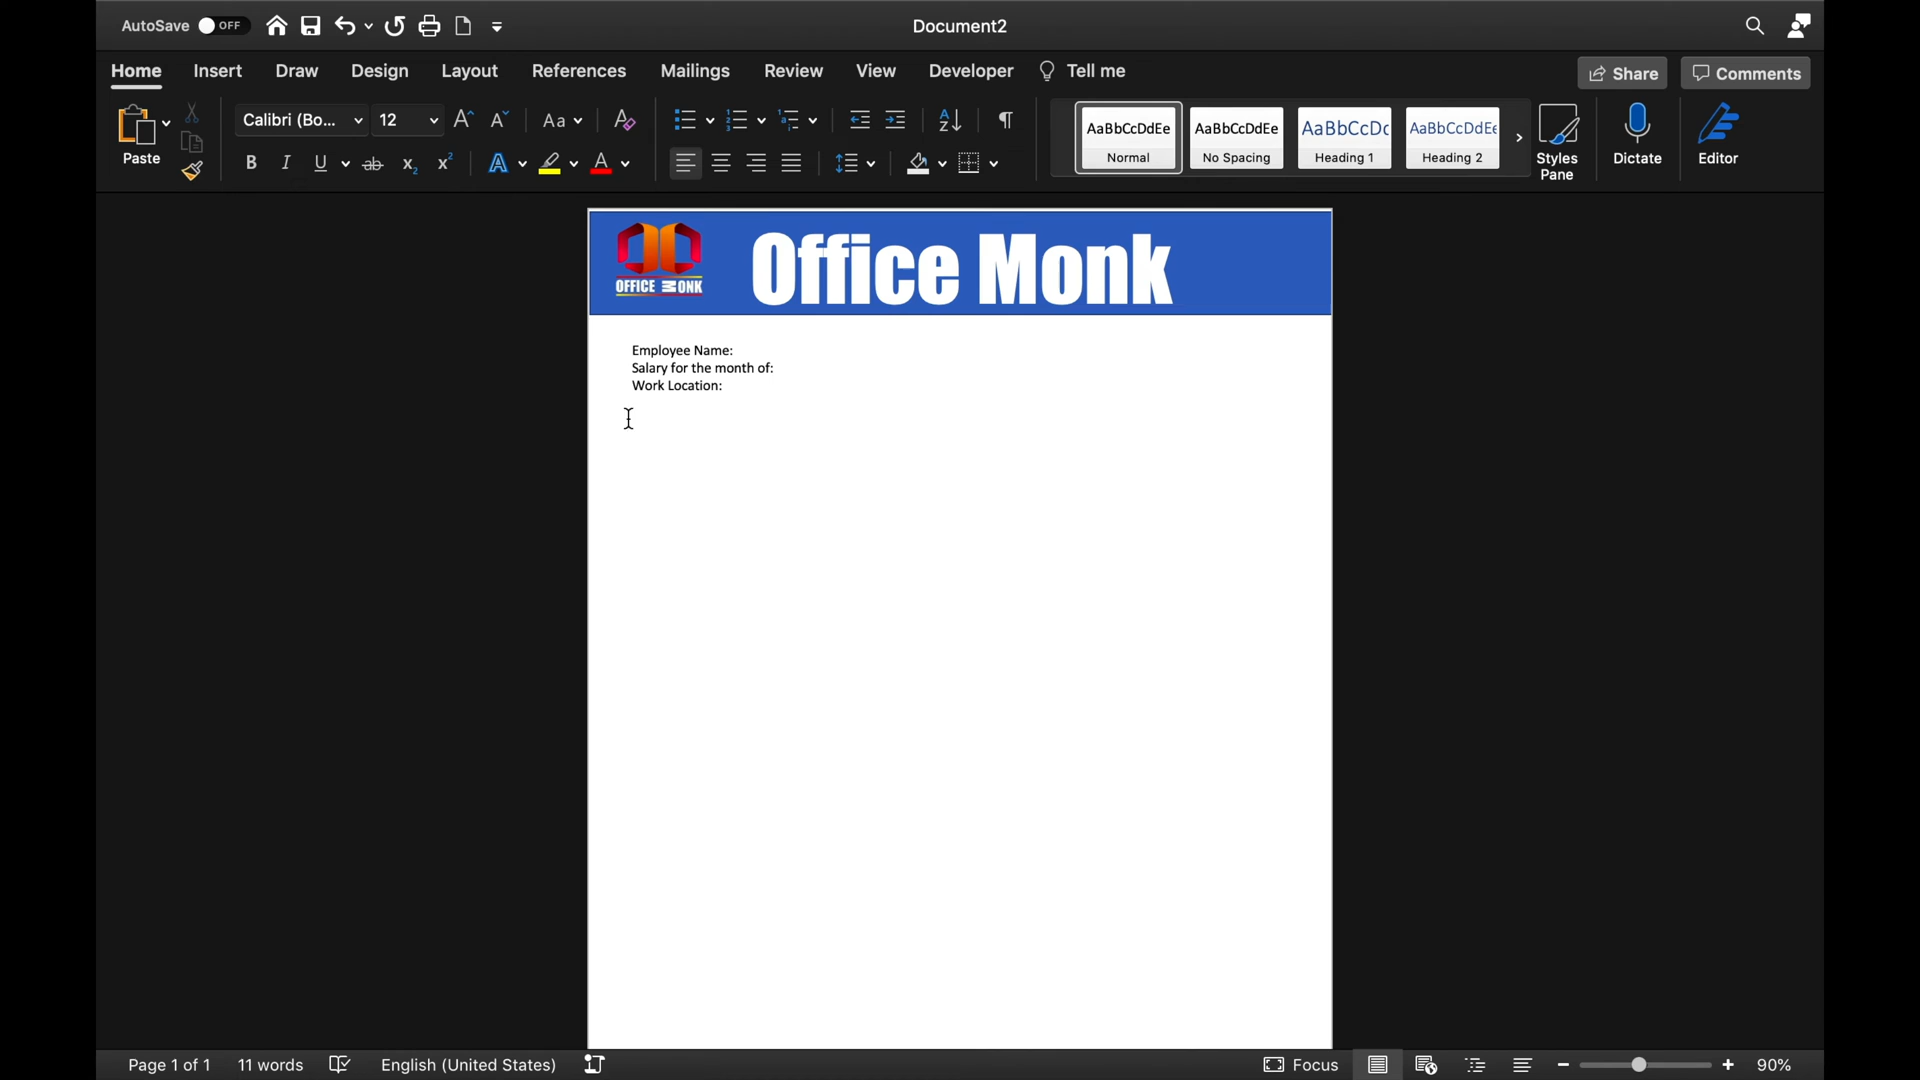 AutoSave OFF Document2
Home Insert Draw Design Layout References Mailings Review View Developer Tell me Share Comments
Paste Calibri (Bo... 12 Aa AaBbCcDdEe AaBbCcDdEe AaBbCcDc AaBbCcDdEe Styles Pane Dictate Editor
B I U ab x₂ x² A A Normal No Spacing Heading 1 Heading 2
OFFICE MONK
Office Monk
Employee Name:
Salary for the month of:
Work Location:
Page 1 of 1 11 words English (United States) Focus 90%